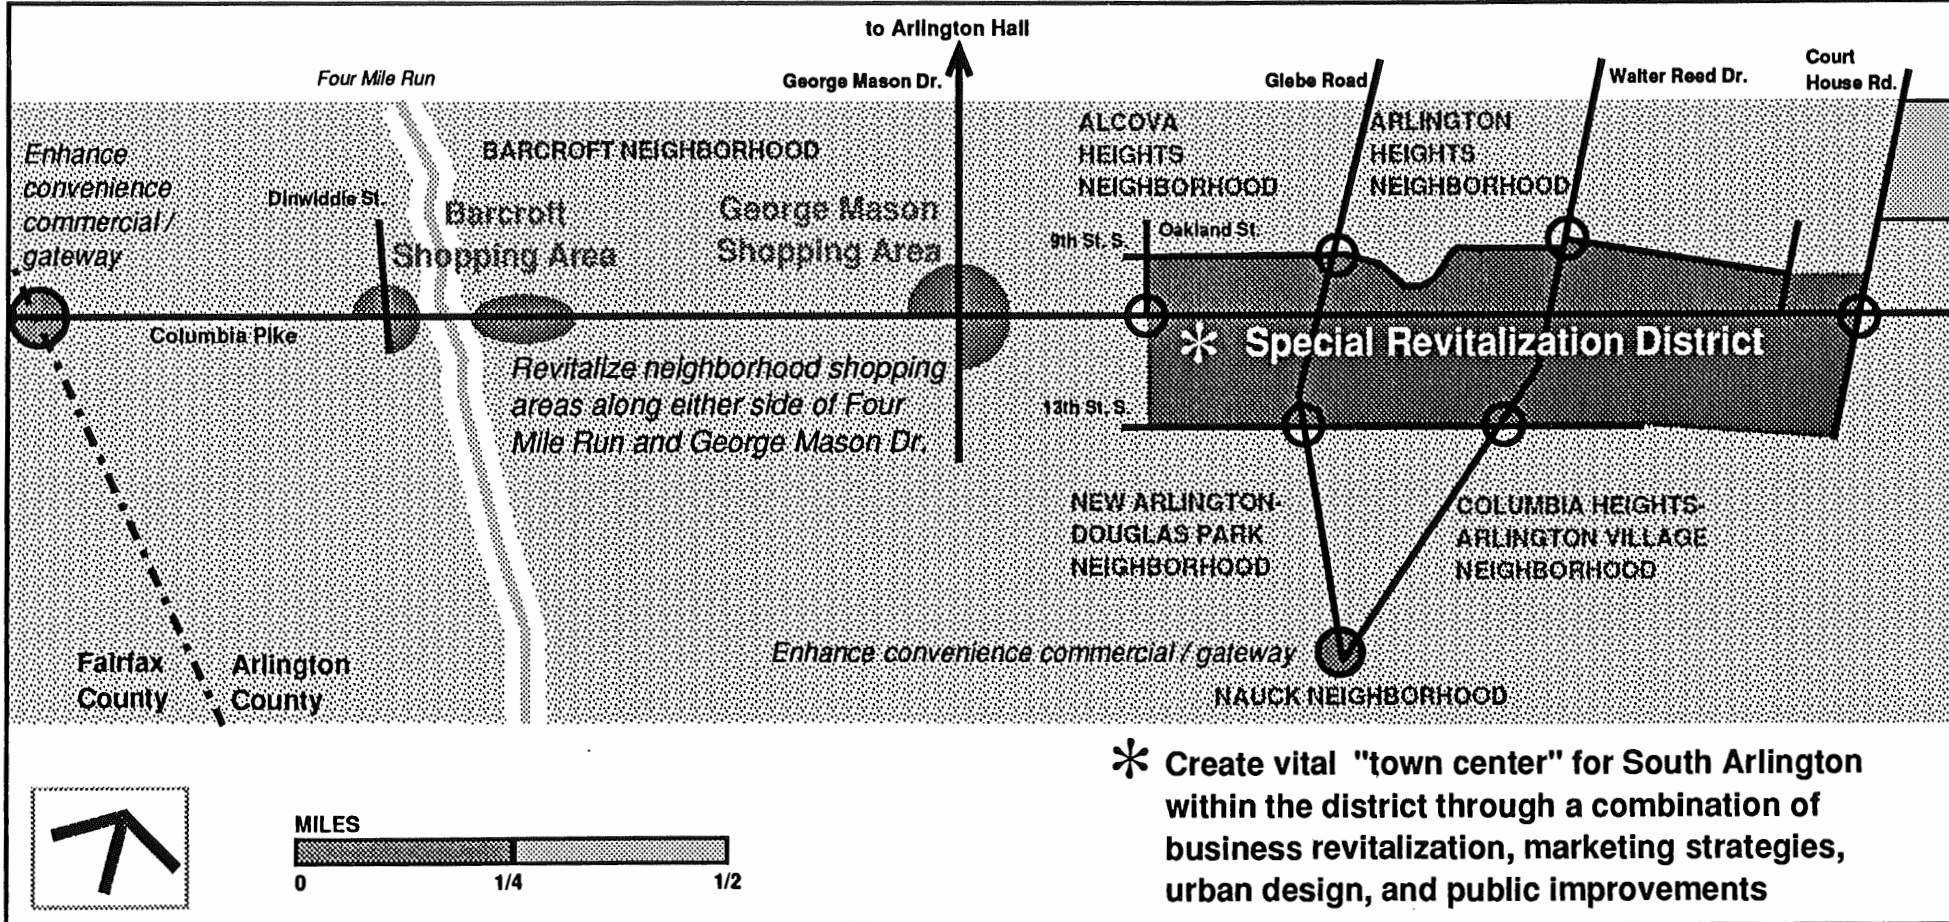 to Arlington Hall
Four Mile Run
George Mason Dr.
Glebe Road
Walter Reed Dr.
Court
House Rd.
Enhance
convenience
commercial /
gateway
BARCROFT NEIGHBORHOOD
ALCOVA
HEIGHTS
NEIGHBORHOOD
ARLINGTON
HEIGHTS
NEIGHBORHOOD
Dinwiddie St.
Barcroft
Shopping Area
George Mason
Shopping Area
9th St. S.
Oakland St.
Columbia Pike
* Special Revitalization District
Revitalize neighborhood shopping
areas along either side of Four
Mile Run and George Mason Dr.
13th St. S.
NEW ARLINGTON-
DOUGLAS PARK
NEIGHBORHOOD
COLUMBIA HEIGHTS-
ARLINGTON VILLAGE
NEIGHBORHOOD
Fairfax
County
Arlington
County
Enhance convenience commercial / gateway
NAUCK NEIGHBORHOOD
MILES
0 1/4 1/2
* Create vital "town center" for South Arlington
within the district through a combination of
business revitalization, marketing strategies,
urban design, and public improvements